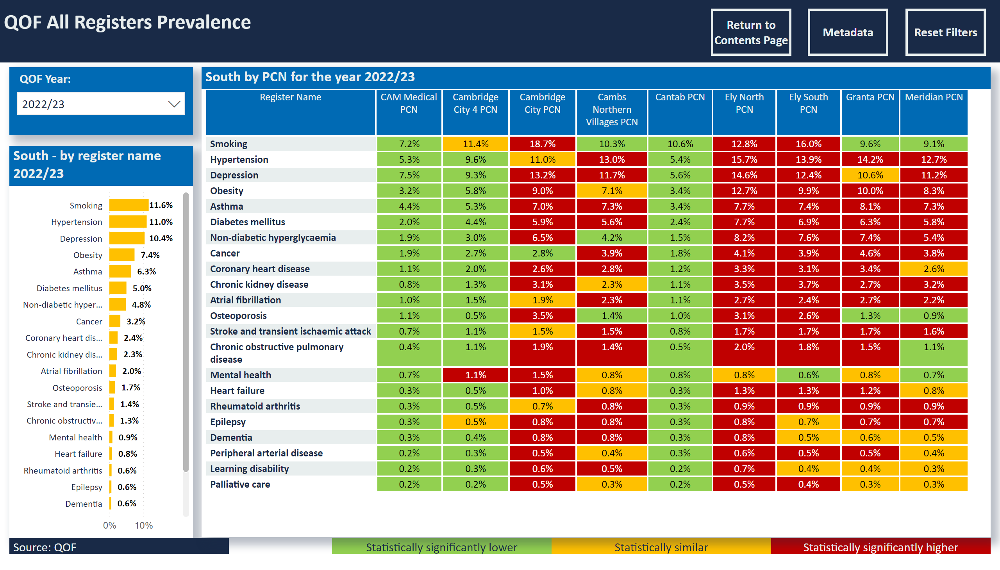 QOF All Registers Prevalence
Return to
Contents Page
Metadata
Reset Filters
QOF Year:
2022/23
South - by register name
2022/23
Smoking 11.6%
Hypertension 11.0%
Depression 10.4%
Obesity 7.4%
Asthma 6.3%
Diabetes mellitus 5.0%
Non-diabetic hyper... 4.8%
Cancer 3.2%
Coronary heart dis... 2.4%
Chronic kidney dis... 2.3%
Atrial fibrillation 2.0%
Osteoporosis 1.7%
Stroke and transie... 1.4%
Chronic obstructiv... 1.3%
Mental health 0.9%
Heart failure 0.8%
Rheumatoid arthritis 0.6%
Epilepsy 0.6%
Dementia 0.6%
0% 10%
South by PCN for the year 2022/23
Register Name CAM Medical Cambridge Cambridge Cambs Cantab PCN Ely North Ely South Granta PCN Meridian PCN
PCN City 4 PCN City PCN Northern PCN PCN
Villages PCN
Smoking 7.2% 11.4% 18.7% 10.3% 10.6% 12.8% 16.0% 9.6% 9.1%
Hypertension 5.3% 9.6% 11.0% 13.0% 5.4% 15.7% 13.9% 14.2% 12.7%
Depression 7.5% 9.3% 13.2% 11.7% 5.6% 14.6% 12.4% 10.6% 11.2%
Obesity 3.2% 5.8% 9.0% 7.1% 3.4% 12.7% 9.9% 10.0% 8.3%
Asthma 4.4% 5.3% 7.0% 7.3% 3.4% 7.7% 7.4% 8.1% 7.3%
Diabetes mellitus 2.0% 4.4% 5.9% 5.6% 2.4% 7.7% 6.9% 6.3% 5.8%
Non-diabetic hyperglycaemia 1.9% 3.0% 6.5% 4.2% 1.5% 8.2% 7.6% 7.4% 5.4%
Cancer 1.9% 2.7% 2.8% 3.9% 1.8% 4.1% 3.9% 4.6% 3.8%
Coronary heart disease 1.1% 2.0% 2.6% 2.8% 1.2% 3.3% 3.1% 3.4% 2.6%
Chronic kidney disease 0.8% 1.3% 3.1% 2.3% 1.1% 3.5% 3.7% 2.7% 3.2%
Atrial fibrillation 1.0% 1.5% 1.9% 2.3% 1.1% 2.7% 2.4% 2.7% 2.2%
Osteoporosis 1.1% 0.5% 3.5% 1.4% 1.0% 3.1% 2.6% 1.3% 0.9%
Stroke and transient ischaemic attack 0.7% 1.1% 1.5% 1.5% 0.8% 1.7% 1.7% 1.7% 1.6%
Chronic obstructive pulmonary 0.4% 1.1% 1.9% 1.4% 0.5% 2.0% 1.8% 1.5% 1.1%
disease
Mental health 0.7% 1.1% 1.5% 0.8% 0.8% 0.8% 0.6% 0.8% 0.7%
Heart failure 0.3% 0.5% 1.0% 0.8% 0.3% 1.3% 1.3% 1.2% 0.8%
Rheumatoid arthritis 0.3% 0.5% 0.7% 0.8% 0.3% 0.9% 0.9% 0.9% 0.9%
Epilepsy 0.3% 0.5% 0.8% 0.8% 0.3% 0.8% 0.7% 0.7% 0.7%
Dementia 0.3% 0.4% 0.8% 0.8% 0.3% 0.8% 0.5% 0.6% 0.5%
Peripheral arterial disease 0.2% 0.3% 0.5% 0.4% 0.3% 0.6% 0.5% 0.5% 0.4%
Learning disability 0.2% 0.3% 0.6% 0.5% 0.2% 0.7% 0.4% 0.4% 0.3%
Palliative care 0.2% 0.2% 0.5% 0.3% 0.2% 0.5% 0.4% 0.3% 0.3%
Source: QOF
Statistically significantly lower
Statistically similar
Statistically significantly higher